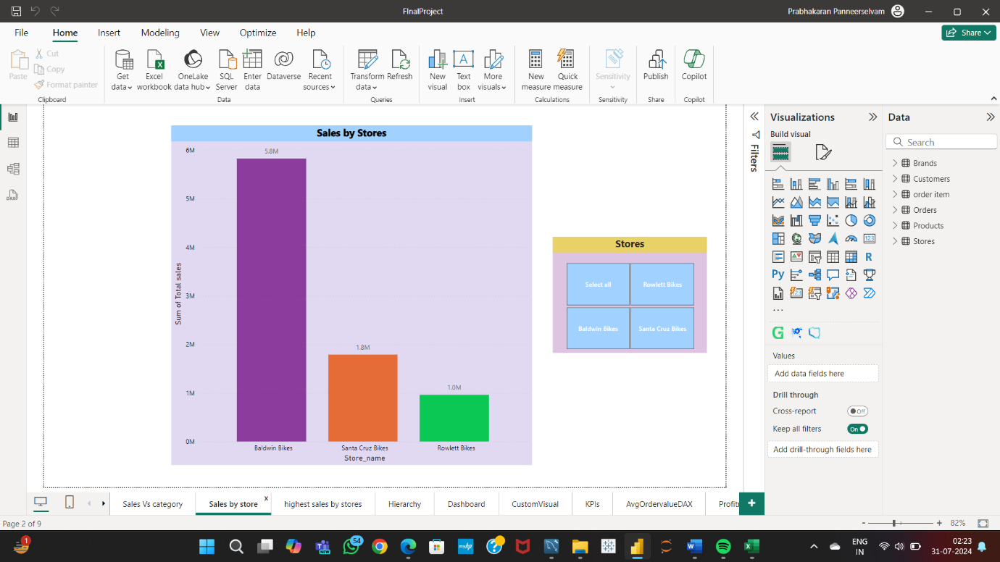 FInalProject
Prabhakaran Panneerselvam
File Home Insert Modeling View Optimize Help
Share
Paste
Cut
Copy
Format painter
Clipboard
Get data
Excel workbook
OneLake data hub
SQL Server
Enter data
Dataverse
Recent sources
Data
Transform data
Refresh
Queries
New visual
Text box
More visuals
Insert
New measure
Quick measure
Calculations
Sensitivity
Sensitivity
Publish
Share
Copilot
Copilot
Sales by Stores
6M
5M
4M
3M
2M
1M
0M
Sum of Total sales
5.8M
1.8M
1.0M
Baldwin Bikes
Santa Cruz Bikes
Rowlett Bikes
Store_name
Stores
Select all
Rowlett Bikes
Baldwin Bikes
Santa Cruz Bikes
Filters
Visualizations
Build visual
123
R
Py
123
Values
Add data fields here
Drill through
Cross-report
Off
Keep all filters
On
Add drill-through fields here
Data
Search
Brands
Customers
order item
Orders
Products
Stores
Sales Vs category
Sales by store x
highest sales by stores
Hierarchy
Dashboard
CustomVisual
KPIs
AvgOrdervalueDAX
Page 2 of 9
- + 82%
1
54
ENG
IN
02:23
31-07-2024